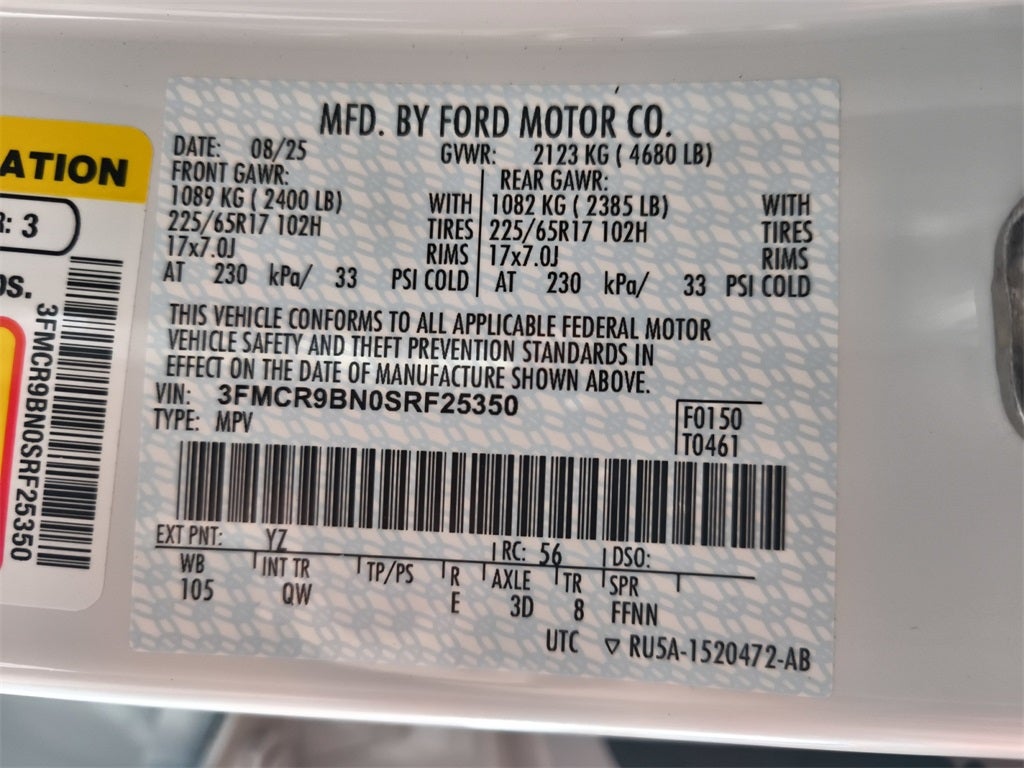 MFD. BY FORD MOTOR CO.
DATE: 08/25 GVWR: 2123 KG ( 4680 LB)
FRONT GAWR: REAR GAWR:
1089 KG ( 2400 LB) WITH 1082 KG ( 2385 LB) WITH
225/65R17 102H TIRES 225/65R17 102H TIRES
17x7.0J RIMS 17x7.0J RIMS
AT 230 kPa/ 33 PSI COLD AT 230 kPa/ 33 PSI COLD
THIS VEHICLE CONFORMS TO ALL APPLICABLE FEDERAL MOTOR
VEHICLE SAFETY AND THEFT PREVENTION STANDARDS IN
EFFECT ON THE DATE OF MANUFACTURE SHOWN ABOVE.
VIN: 3FMCR9BN0SRF25350
TYPE: MPV
F0150
T0461
EXT PNT: YZ RC: 56 DSO:
WB INT TR TP/PS R AXLE TR SPR
105 QW E 3D 8 FFNN
UTC ▽ RU5A-1520472-AB
ATION
R: 3
3FMCR9BN0SRF25350